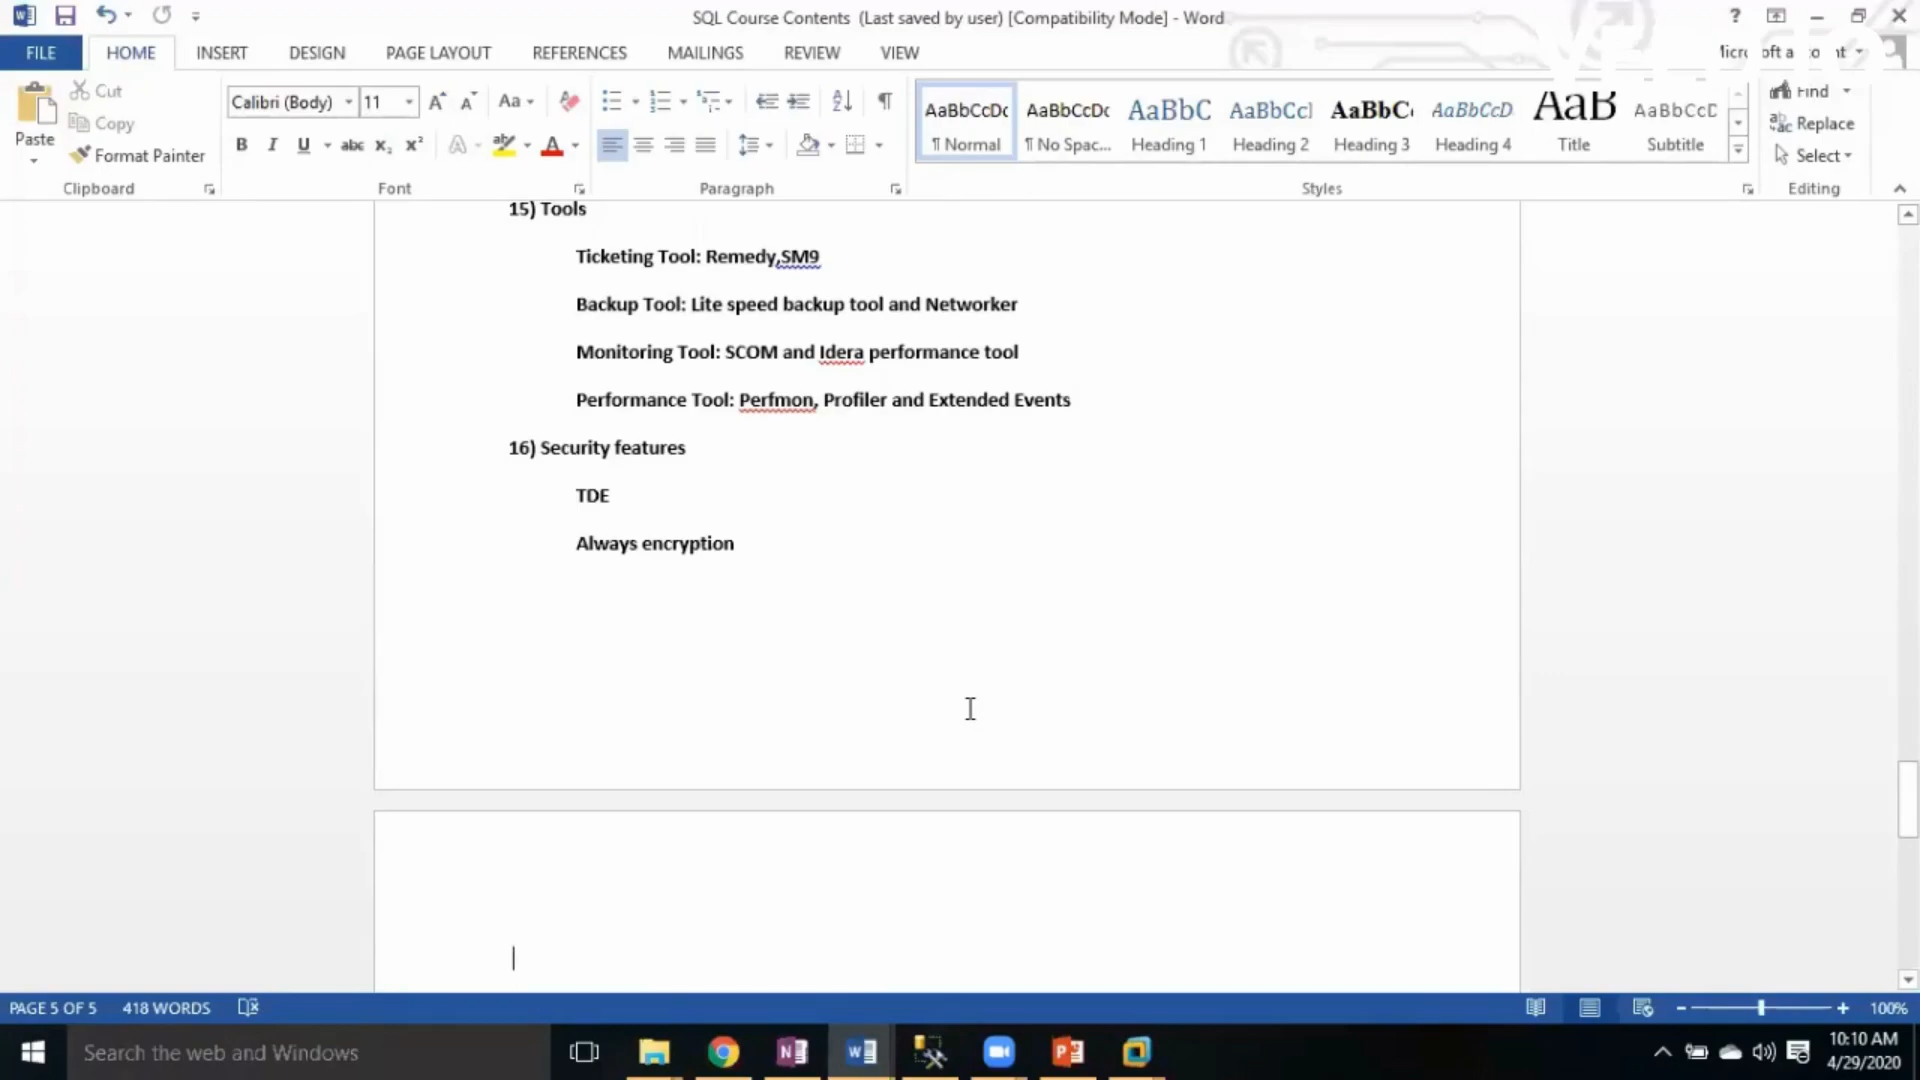 SQL Course Contents (Last saved by user) [Compatibility Mode] - Word
FILE HOME INSERT DESIGN PAGE LAYOUT REFERENCES MAILINGS REVIEW VIEW
Paste
Cut
Copy
Format Painter
Clipboard
Calibri (Body) 11
Font
Paragraph
AaBbCcDc AaBbCcDc AaBbC AaBbCcl AaBbC AaBbCcD AaB AaBbCcD
¶ Normal ¶ No Spac... Heading 1 Heading 2 Heading 3 Heading 4 Title Subtitle
Styles
Find
Replace
Select
Editing
15) Tools
Ticketing Tool: Remedy,SM9
Backup Tool: Lite speed backup tool and Networker
Monitoring Tool: SCOM and Idera performance tool
Performance Tool: Perfmon, Profiler and Extended Events
16) Security features
TDE
Always encryption
PAGE 5 OF 5 418 WORDS
100%
Search the web and Windows
10:10 AM
4/29/2020